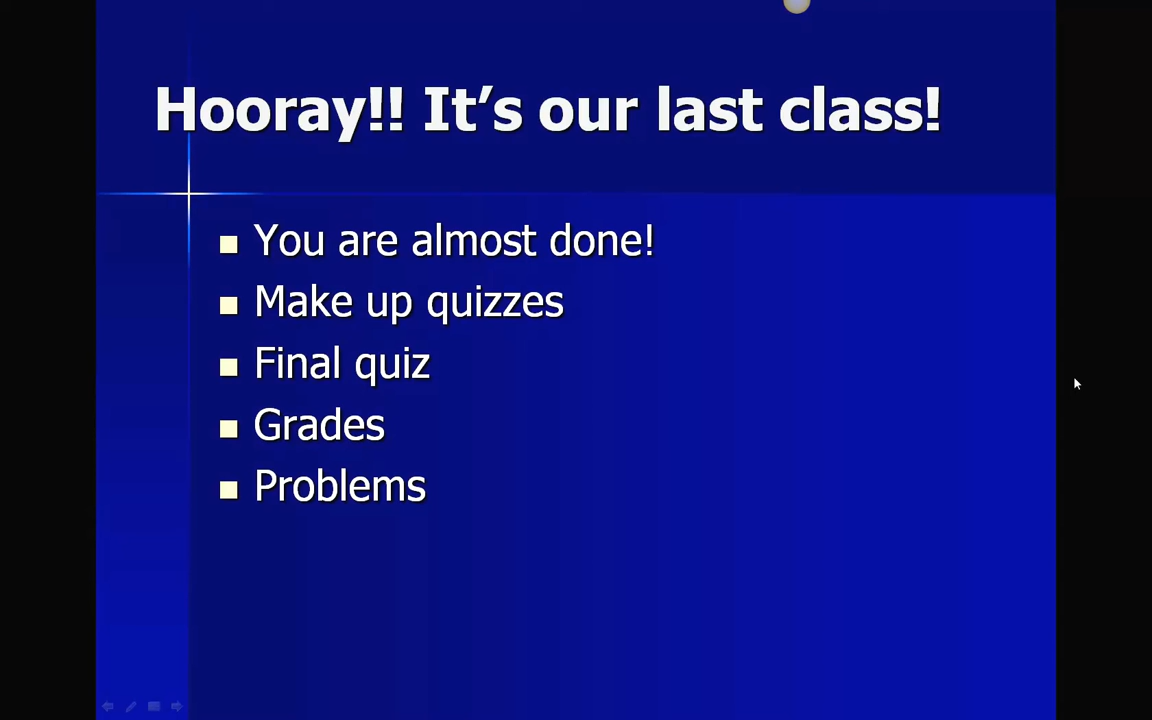 Hooray!! It’s our last class!
You are almost done!
Make up quizzes
Final quiz
Grades
Problems